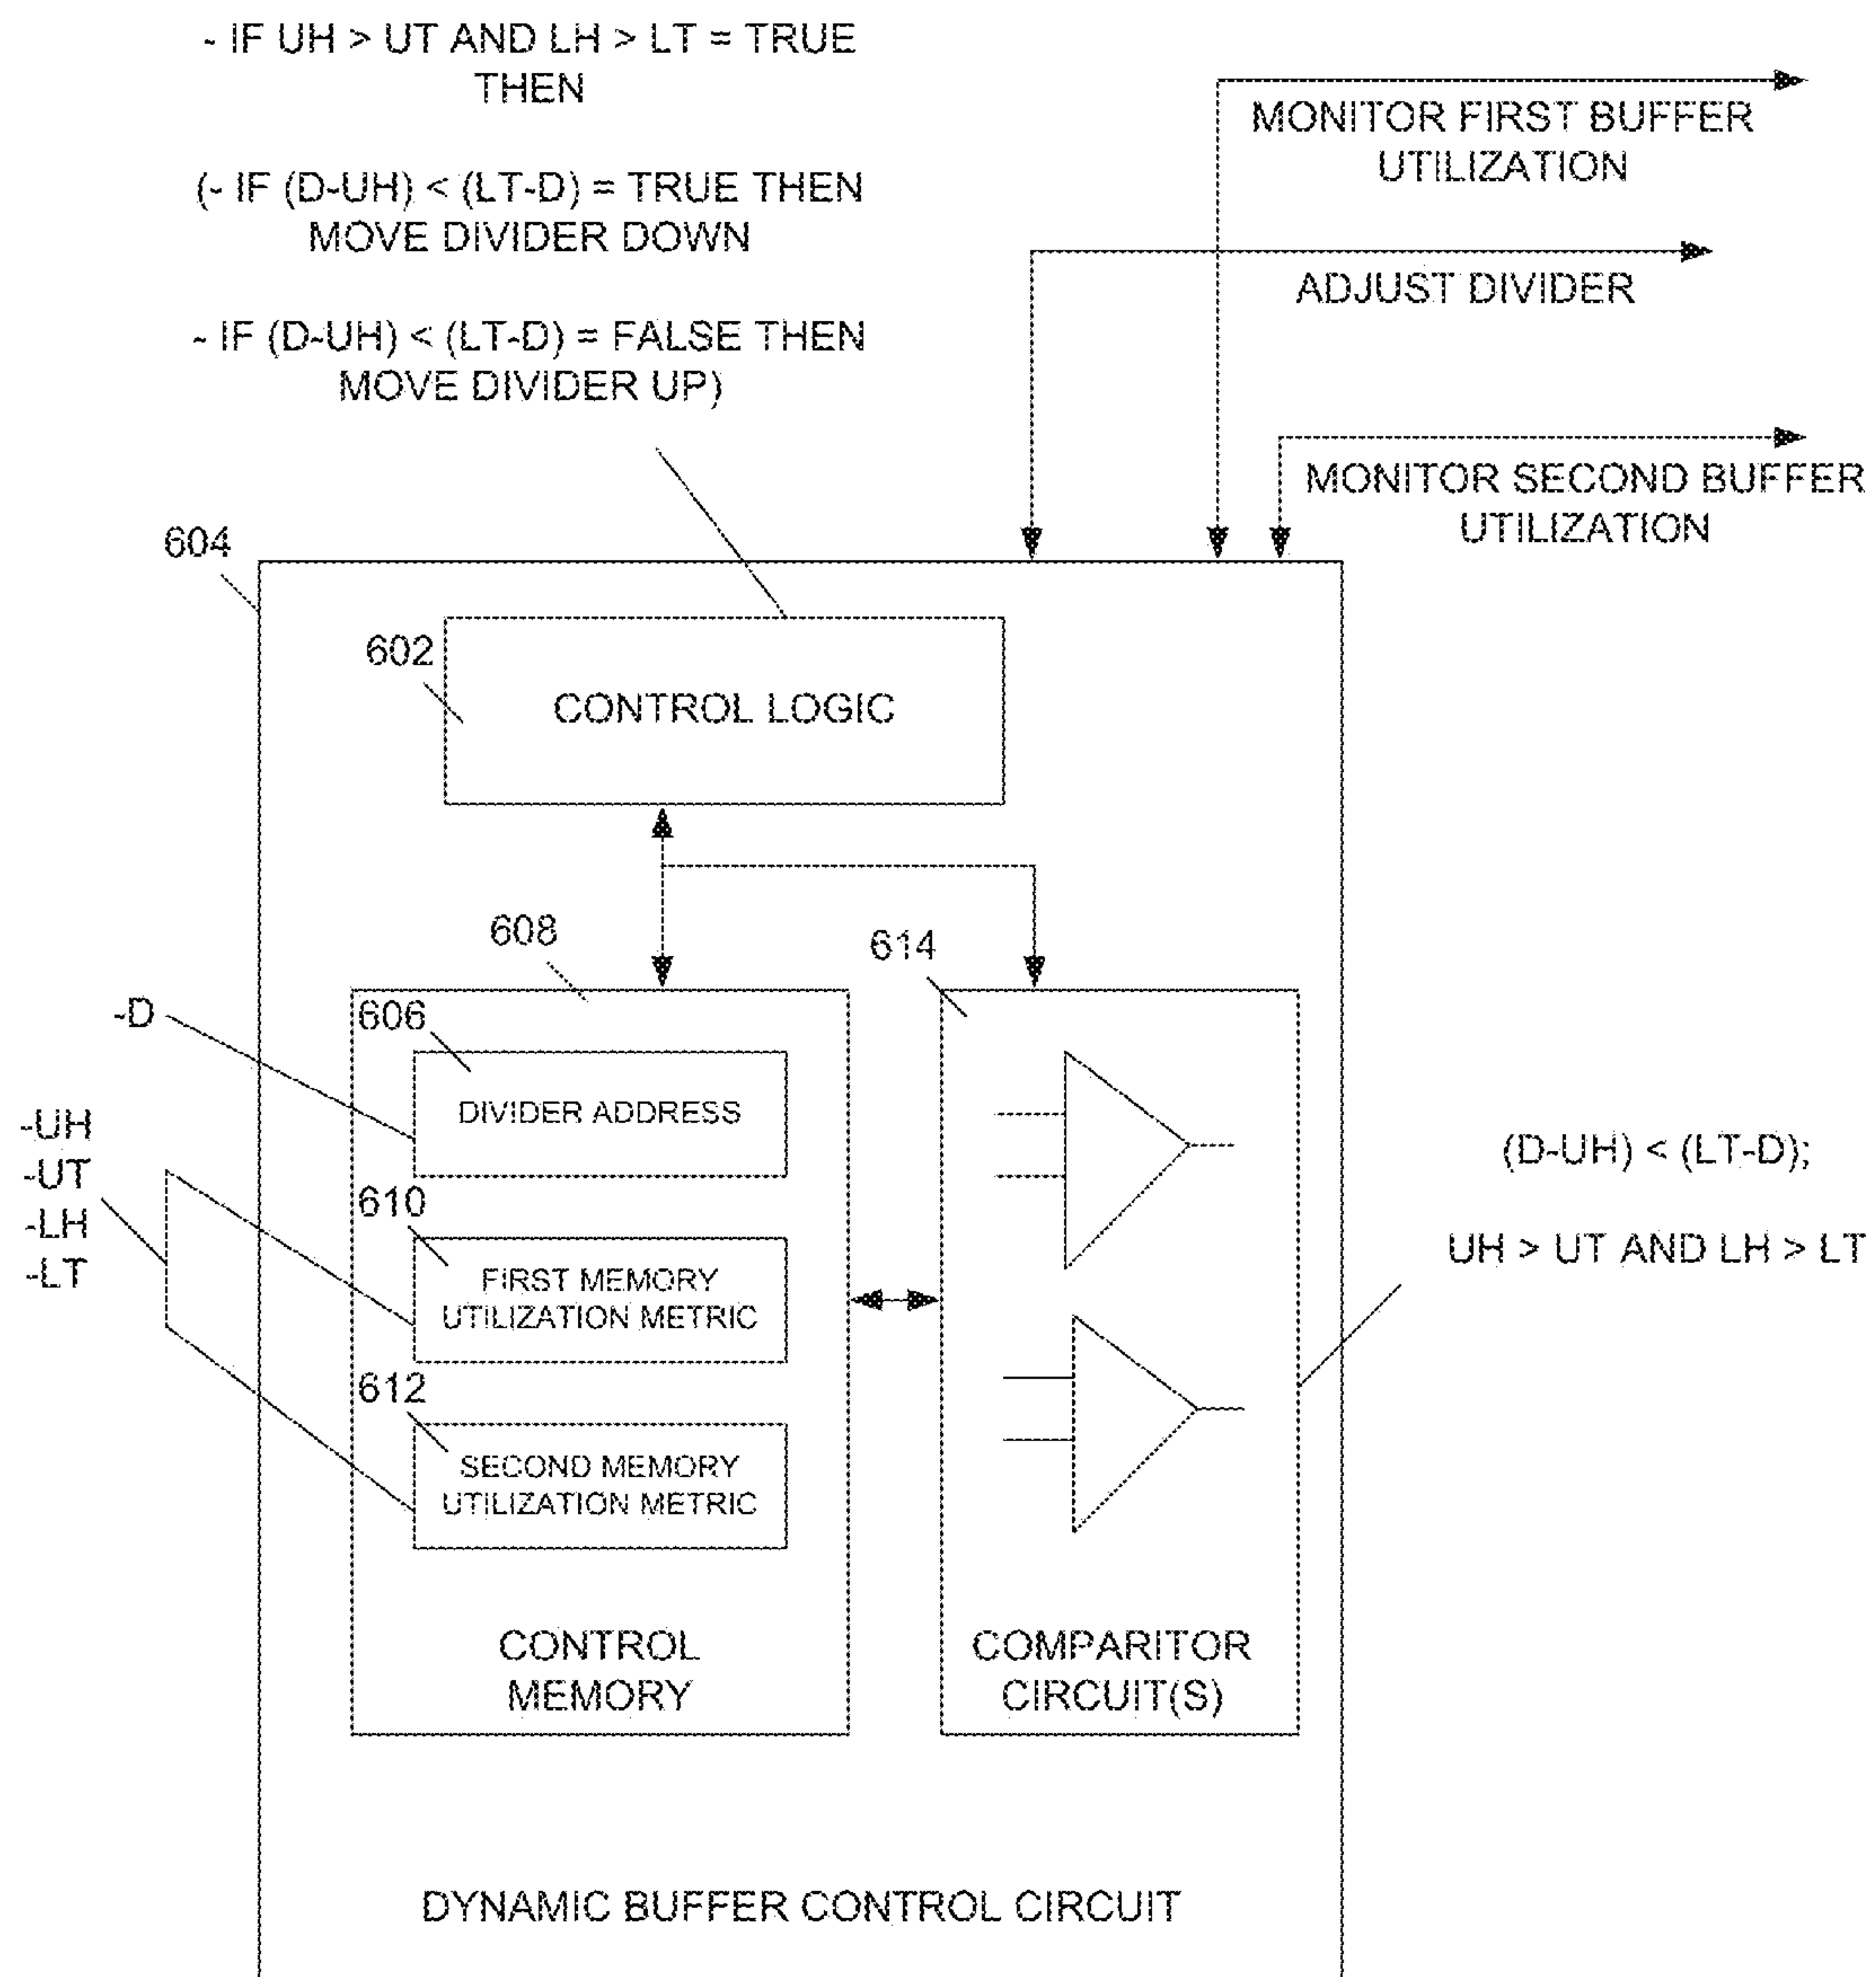 - IF UH > UT AND LH > LT = TRUE
THEN
(- IF (D-UH) < (LT-D) = TRUE THEN
MOVE DIVIDER DOWN
- IF (D-UH) < (LT-D) = FALSE THEN
MOVE DIVIDER UP)
MONITOR FIRST BUFFER
UTILIZATION
ADJUST DIVIDER
MONITOR SECOND BUFFER
UTILIZATION
604
602
CONTROL LOGIC
608
614
-D
606
DIVIDER ADDRESS
-UH
-UT
-LH
-LT
610
FIRST MEMORY
UTILIZATION METRIC
612
SECOND MEMORY
UTILIZATION METRIC
(D-UH) < (LT-D);
UH > UT AND LH > LT
CONTROL
MEMORY
COMPARITOR
CIRCUIT(S)
DYNAMIC BUFFER CONTROL CIRCUIT